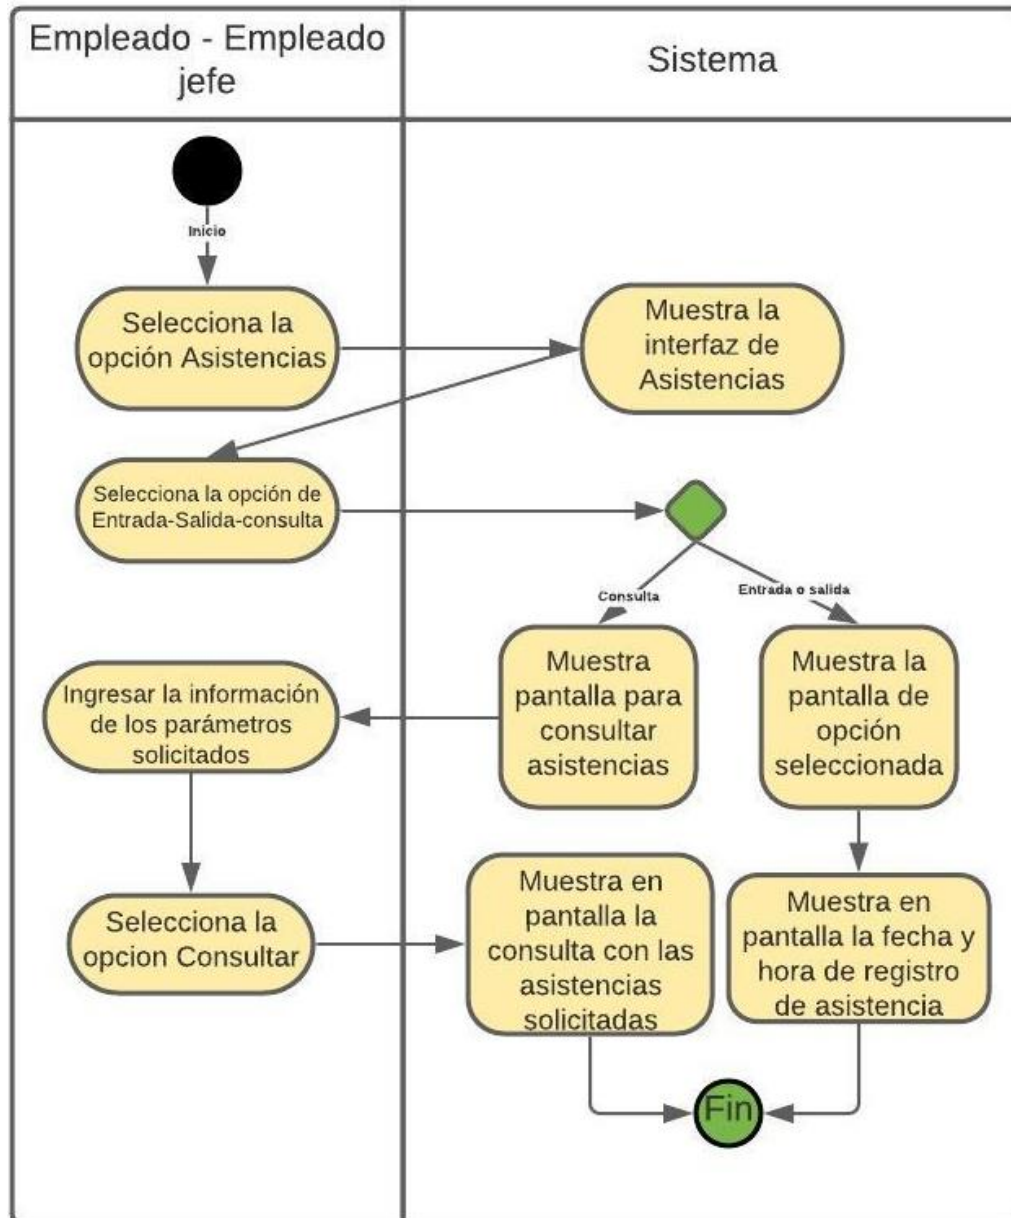 Empleado - Empleado
jefe
Sistema
Inicio
Selecciona la
opción Asistencias
Muestra la
interfaz de
Asistencias
Selecciona la opción de
Entrada-Salida-consulta
Consulta
Entrada o salida
Muestra
pantalla para
consultar
asistencias
Muestra la
pantalla de
opción
seleccionada
Ingresar la información
de los parámetros
solicitados
Selecciona la
opcion Consultar
Muestra en
pantalla la
consulta con las
asistencias
solicitadas
Muestra en
pantalla la fecha y
hora de registro
de asistencia
Fin